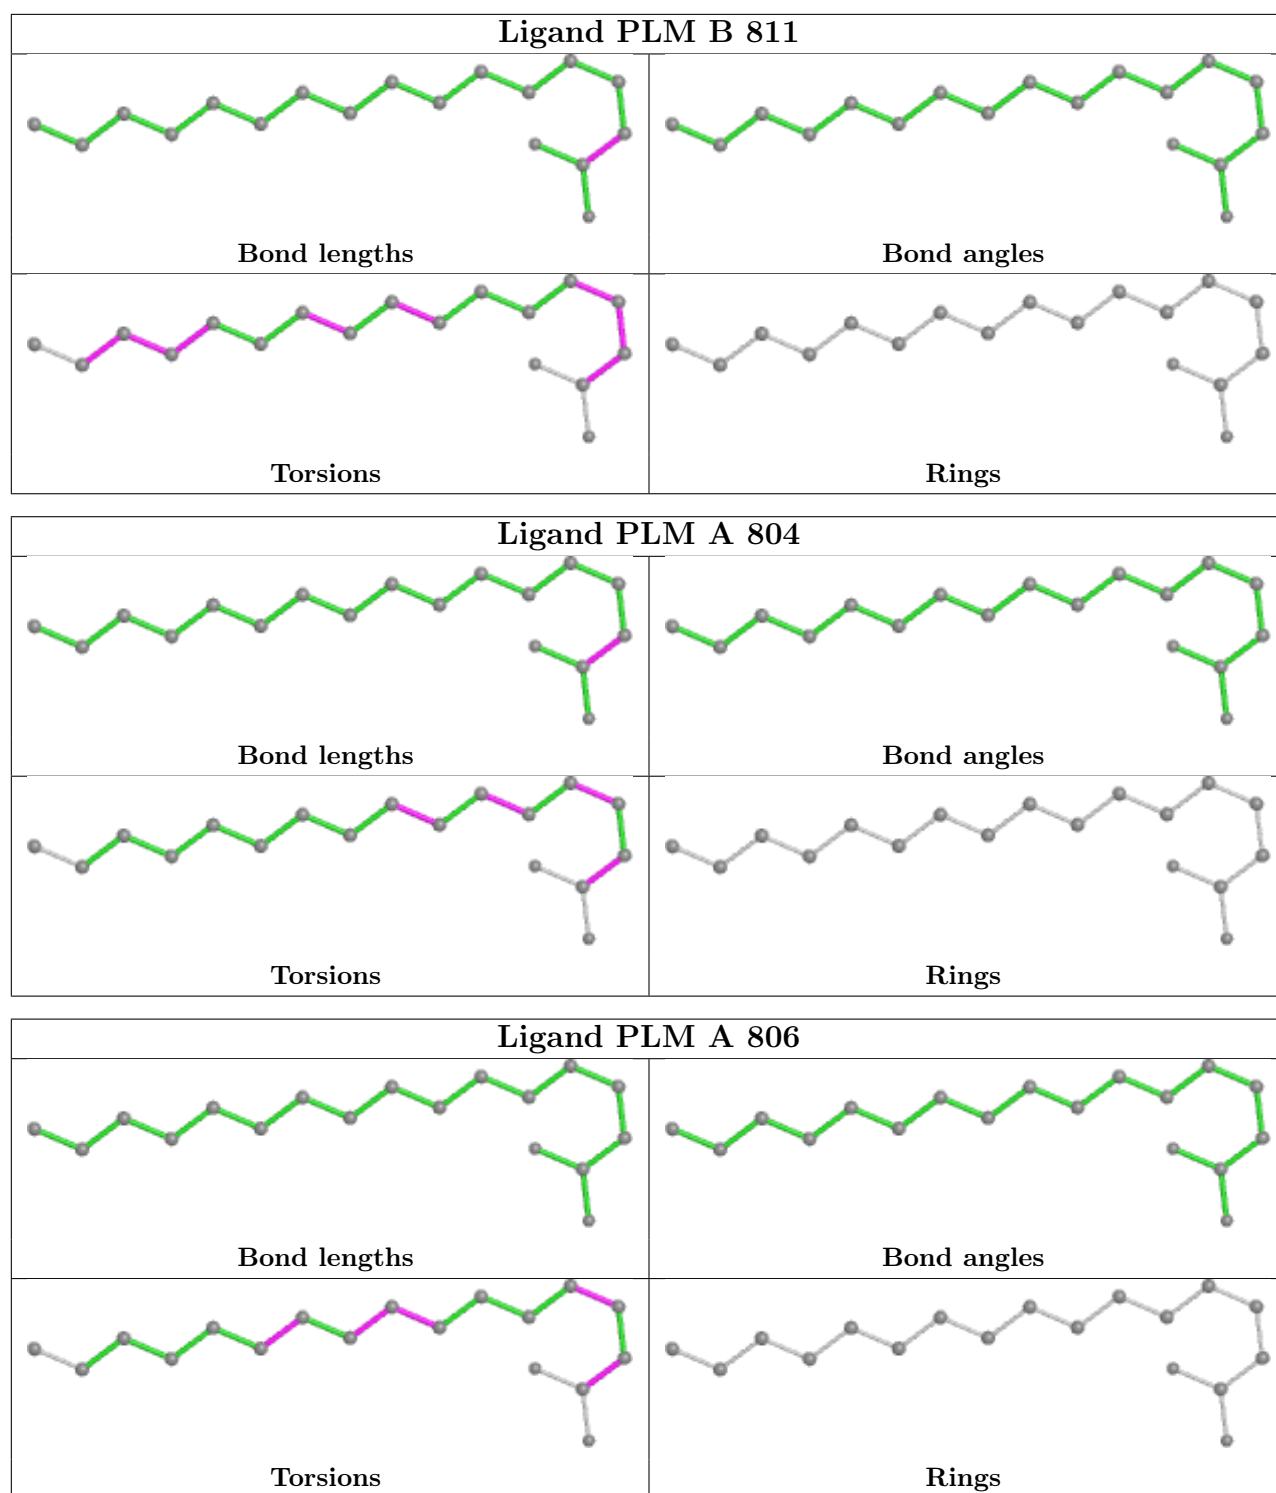 Ligand PLM B 811
Bond lengths
Bond angles
Torsions
Rings
Ligand PLM A 804
Bond lengths
Bond angles
Torsions
Rings
Ligand PLM A 806
Bond lengths
Bond angles
Torsions
Rings